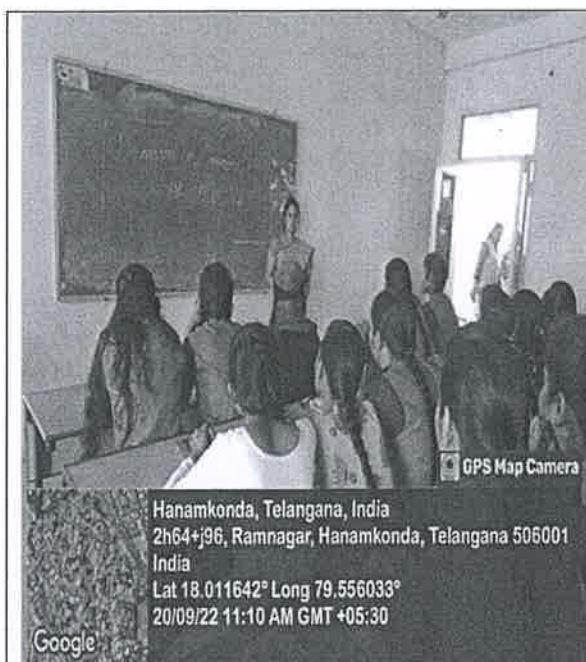 GPS Map Camera
Hanamkonda, Telangana, India
2h64+j96, Ramnagar, Hanamkonda, Telangana 506001
India
Lat 18.011642° Long 79.556033°
20/09/22 11:10 AM GMT +05:30
Google